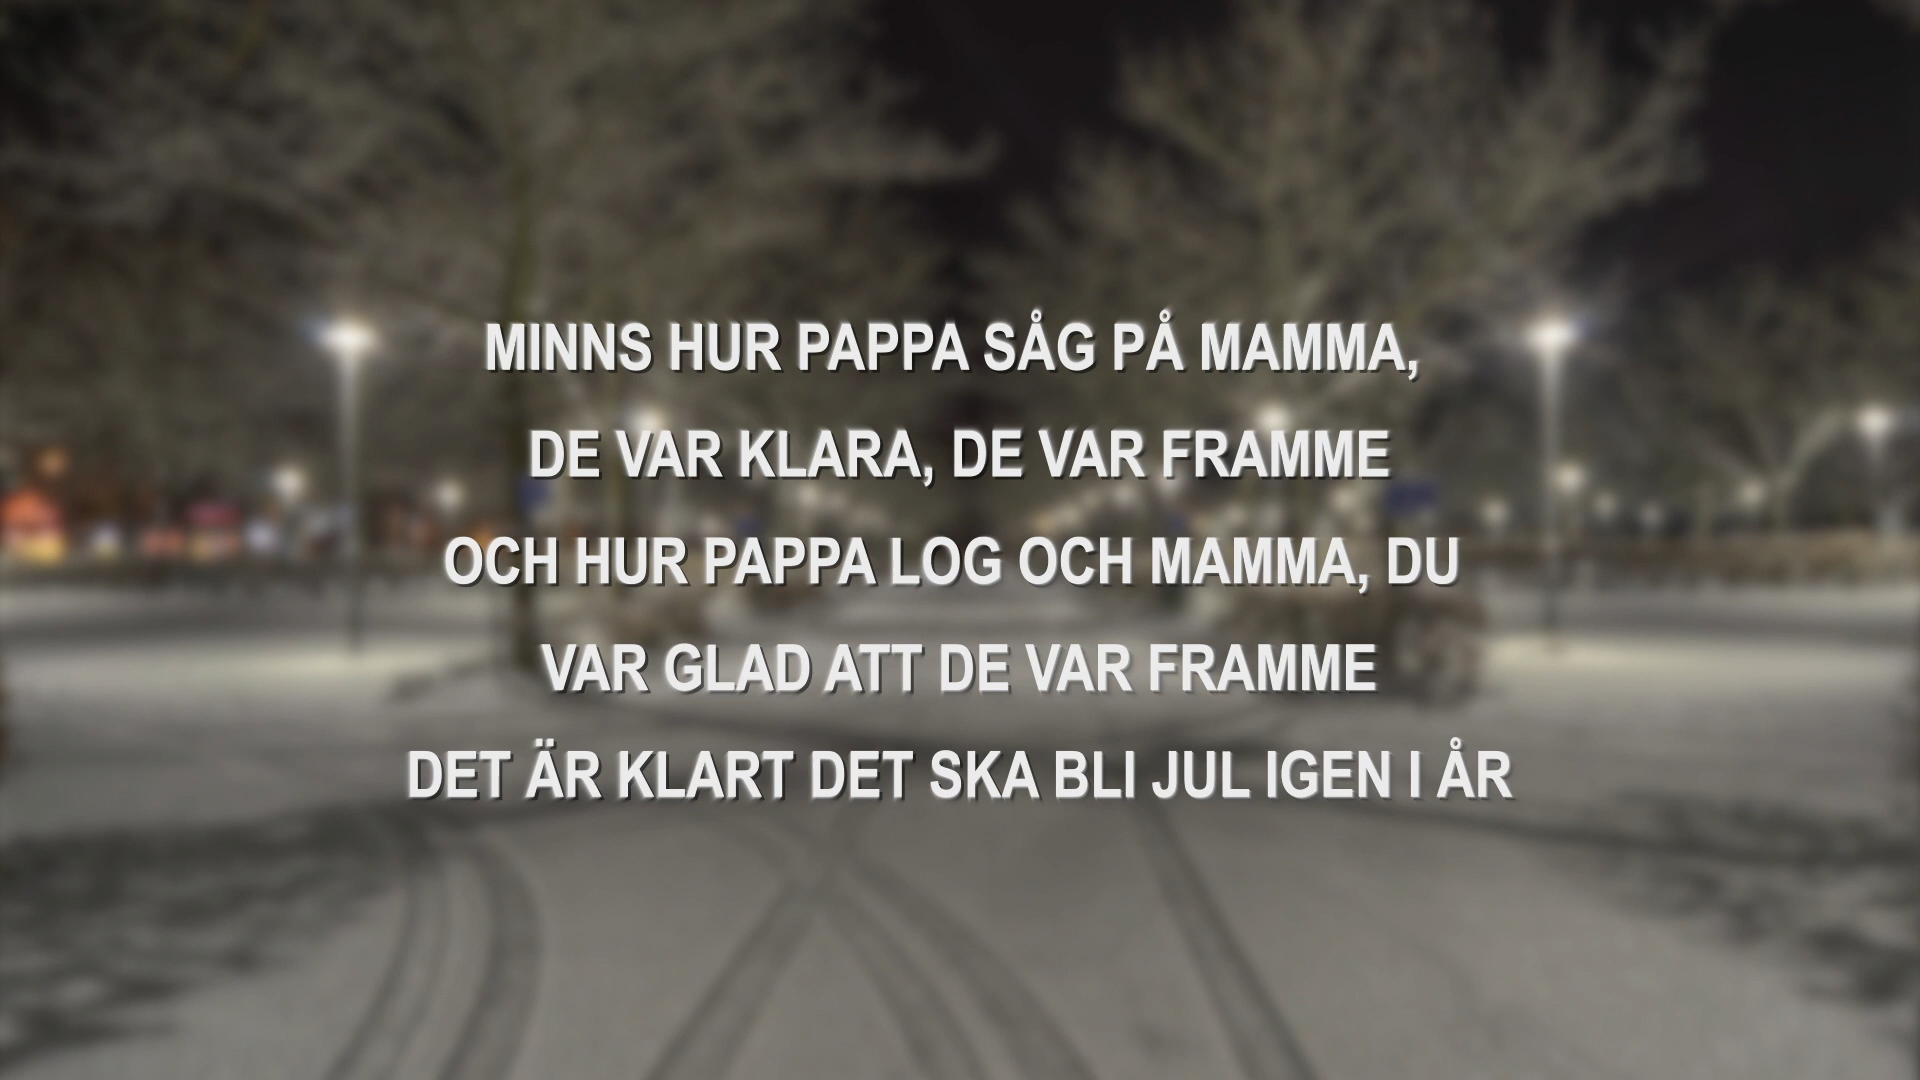 MINNS HUR PAPPA SÅG PÅ MAMMA,
DE VAR KLARA, DE VAR FRAMME
OCH HUR PAPPA LOG OCH MAMMA, DU
VAR GLAD ATT DE VAR FRAMME
DET ÄR KLART DET SKA BLI JUL IGEN I ÅR